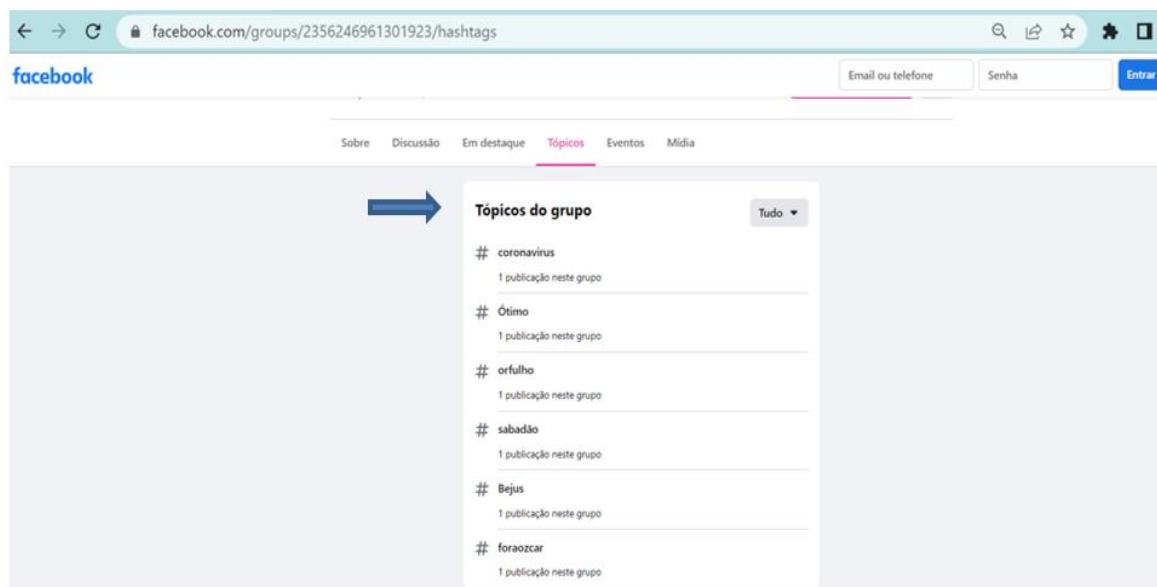 facebook.com/groups/2356246961301923/hashtags
facebook
Email ou telefone
Senha
Entrar
Sobre
Discussão
Em destaque
Tópicos
Eventos
Mídia
Tópicos do grupo
Tudo
# coronavirus
1 publicação neste grupo
# Ótimo
1 publicação neste grupo
# orfulho
1 publicação neste grupo
# sabadão
1 publicação neste grupo
# Bejus
1 publicação neste grupo
# foraozcar
1 publicação neste grupo